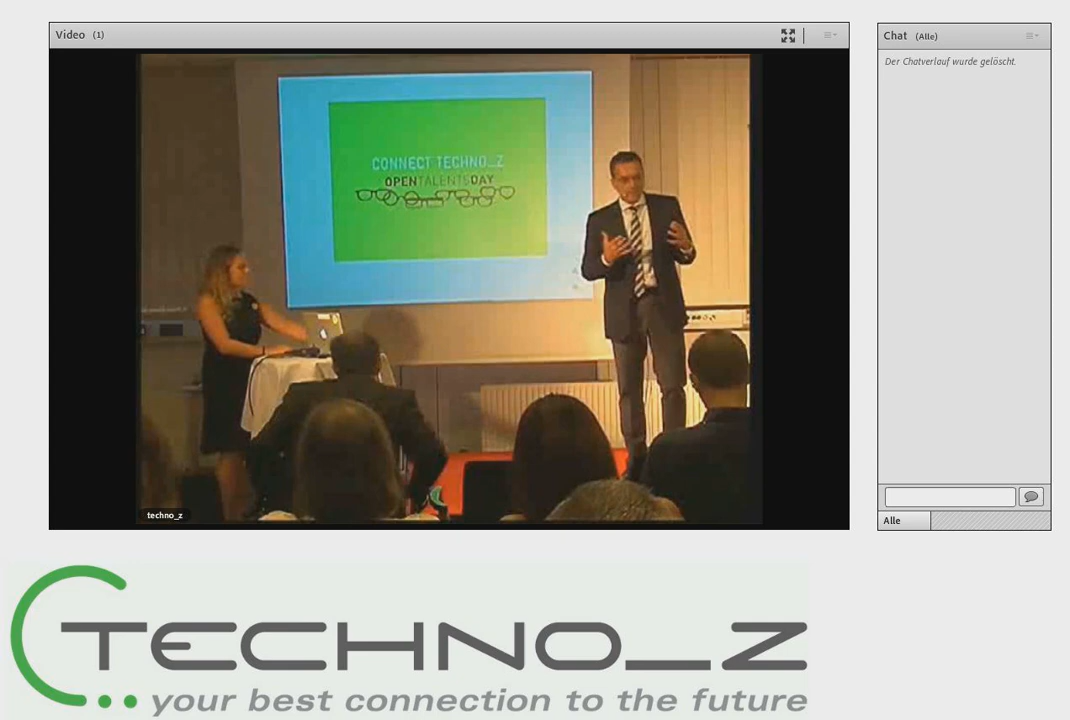 Video (1)
Chat (Alle)
Der Chatverlauf wurde gelöscht.
CONNECT TECHNO_Z
OPENTALENTSDAY
techno_z
Alle
TECHNO_Z
your best connection to the future